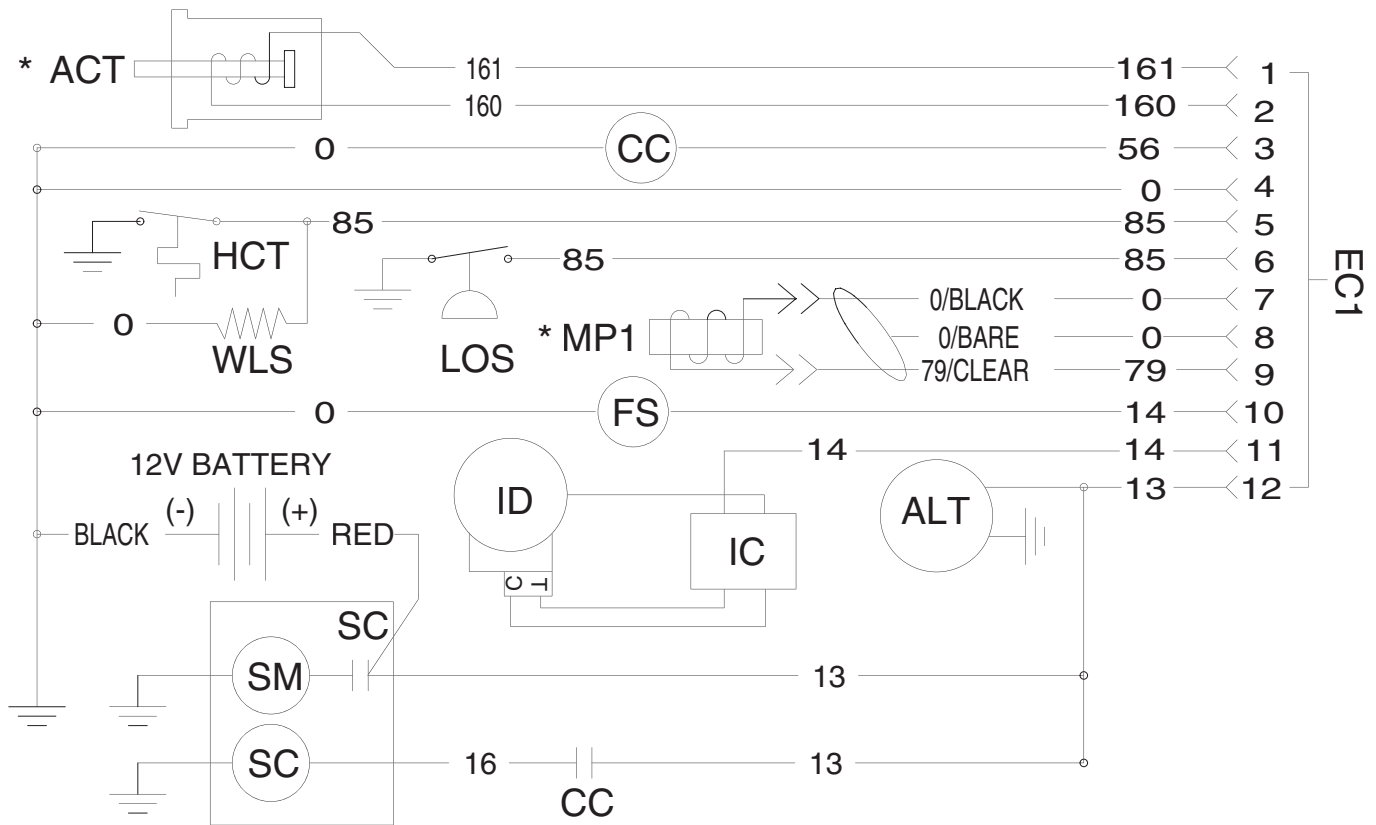 * ACT 161 161 1
160 160 2
0 CC 56 3
0 4
85 85 5
HCT 85 85 6
EC1
0/BLACK 0 7
0 WLS LOS * MP1 0/BARE 0 8
79/CLEAR 79 9
0 FS 14 10
12V BATTERY 14 14 11
ID ALT 13 12
BLACK (-) (+) RED
IC
C T
SC
SM 13
SC 16 CC 13